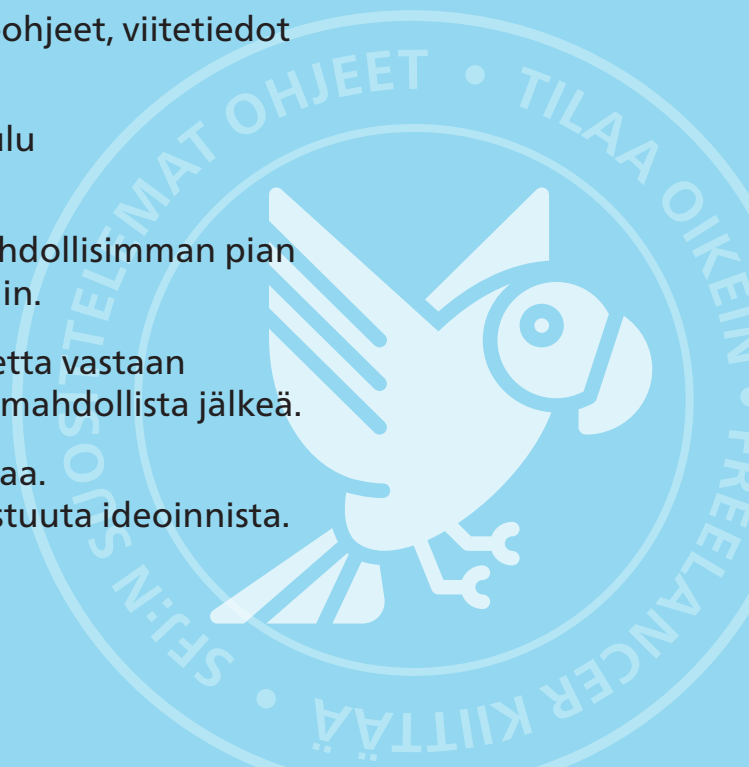 ohjeet, viitetiedot
ulu
hdollisimman pian
in.
etta vastaan
mahdollista jälkeä.
aa.
stuuta ideoinnista.
SFJ:N SUOSITTELEMAT OHJEET • TILAA OIKEIN • FREELANCER KIITTÄÄ •